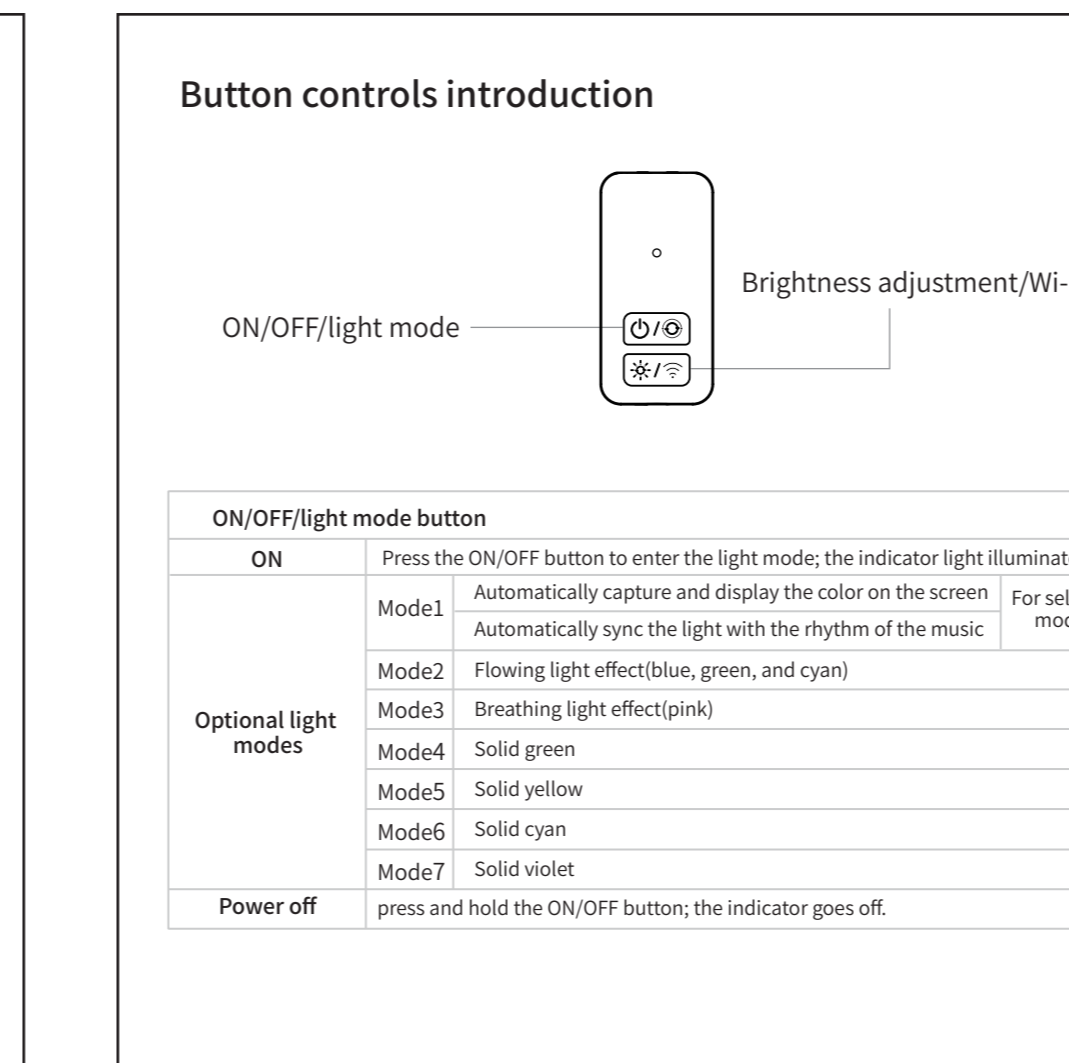 Button controls introduction
Brightness adjustment/Wi-
ON/OFF/light mode
ON/OFF/light mode button
ON
Press the ON/OFF button to enter the light mode; the indicator light
Optional light
modes
Mode1
Automatically capture and display the color on the screen
Automatically sync the light with the rhythm of the music
For
Mode2
Flowing light effect(blue, green, and cyan)
Mode3
Breathing light effect(pink)
Mode4
Solid green
Mode5
Solid yellow
Mode6
Solid cyan
Mode7
Solid violet
Power off
press and hold the ON/OFF button; the indicator goes off.